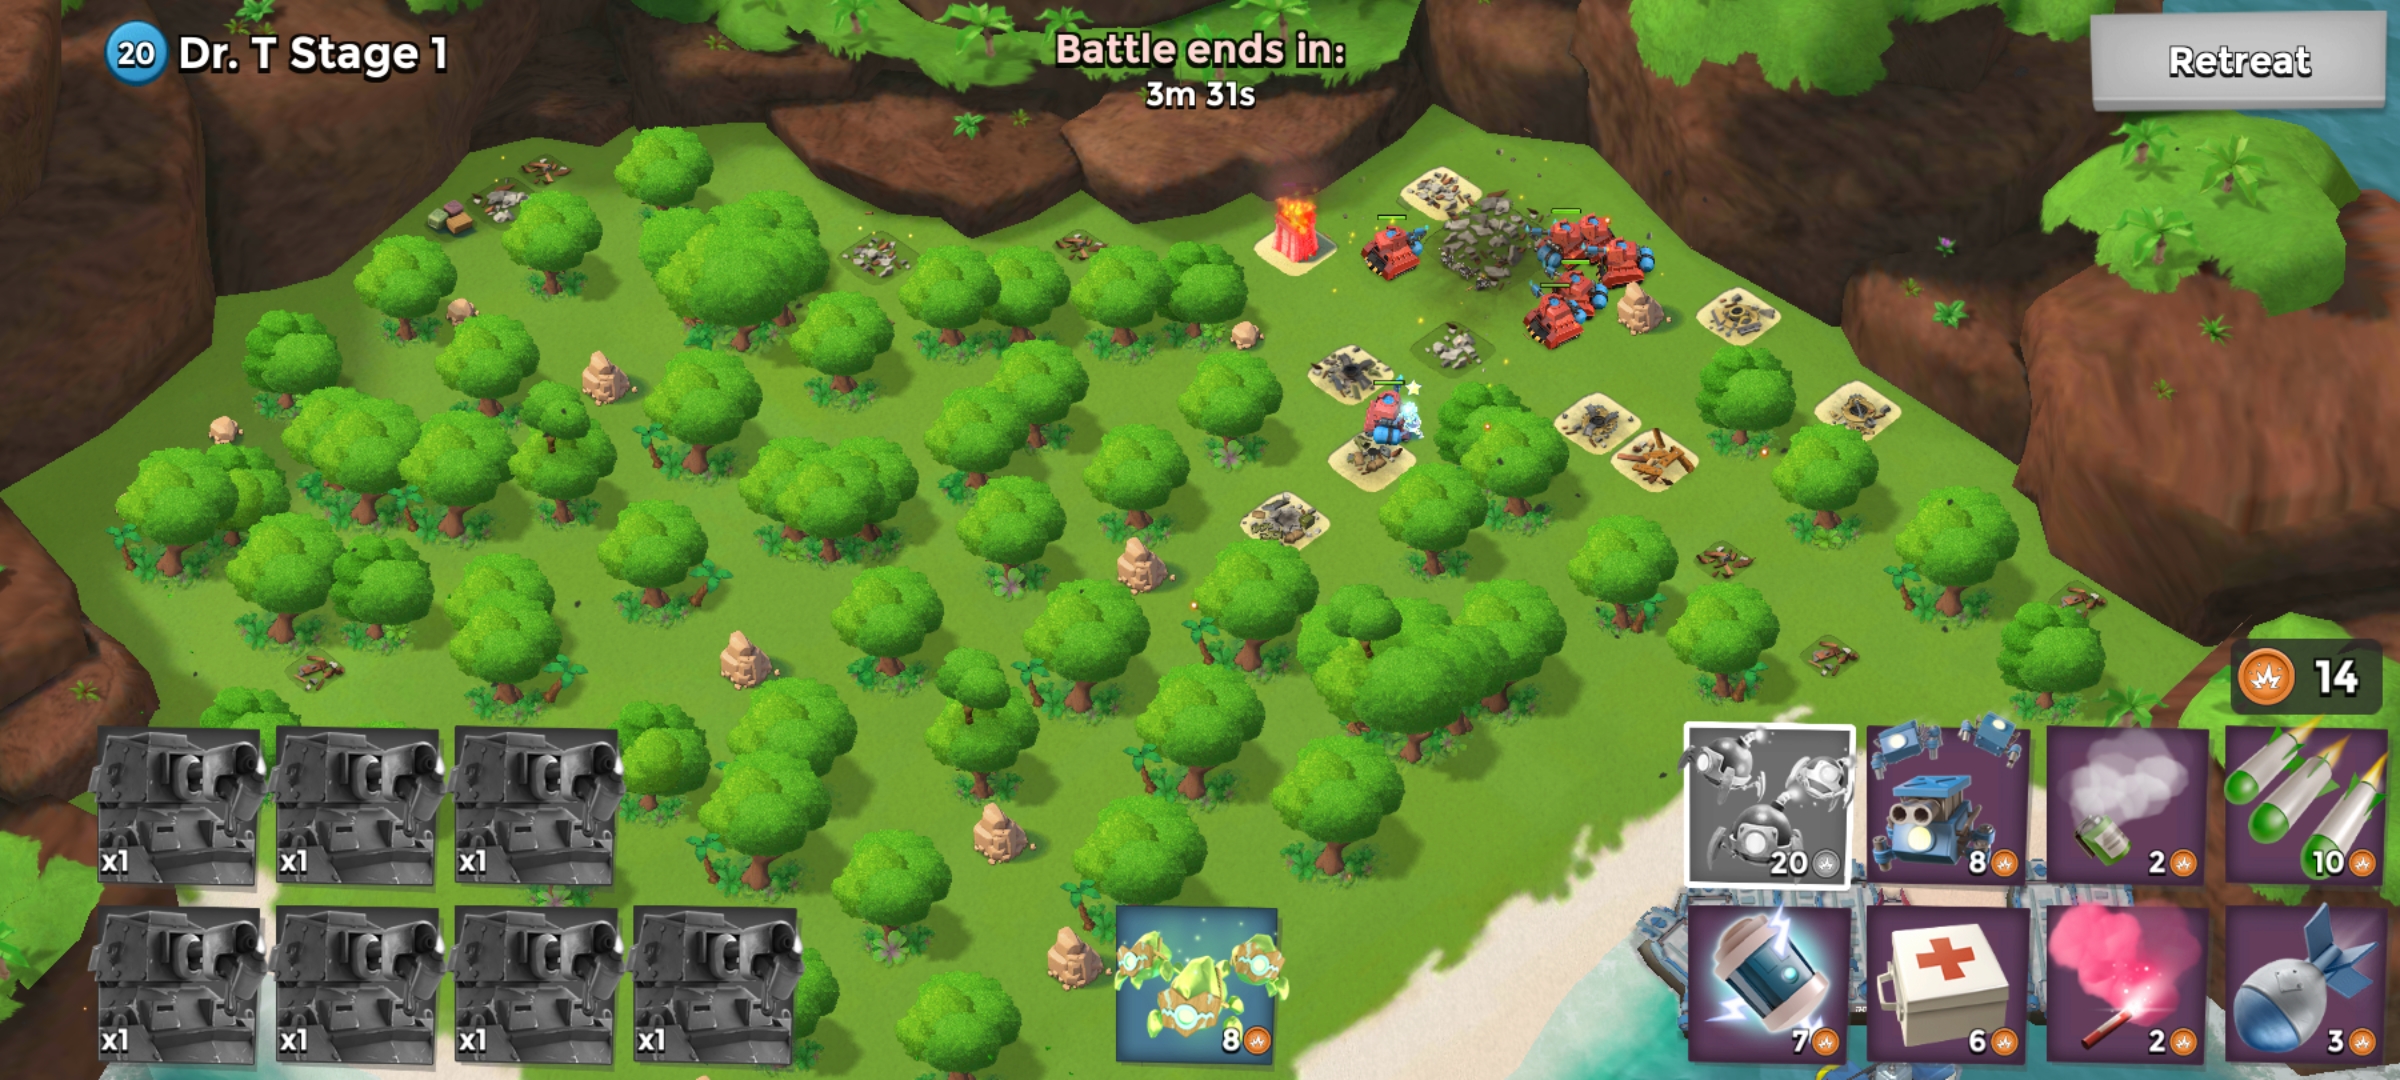 20 Dr. T Stage 1
Battle ends in:
3m 31s
Retreat
14
x1 x1 x1
20 8 2 10
x1 x1 x1 x1
8
7 6 2 3